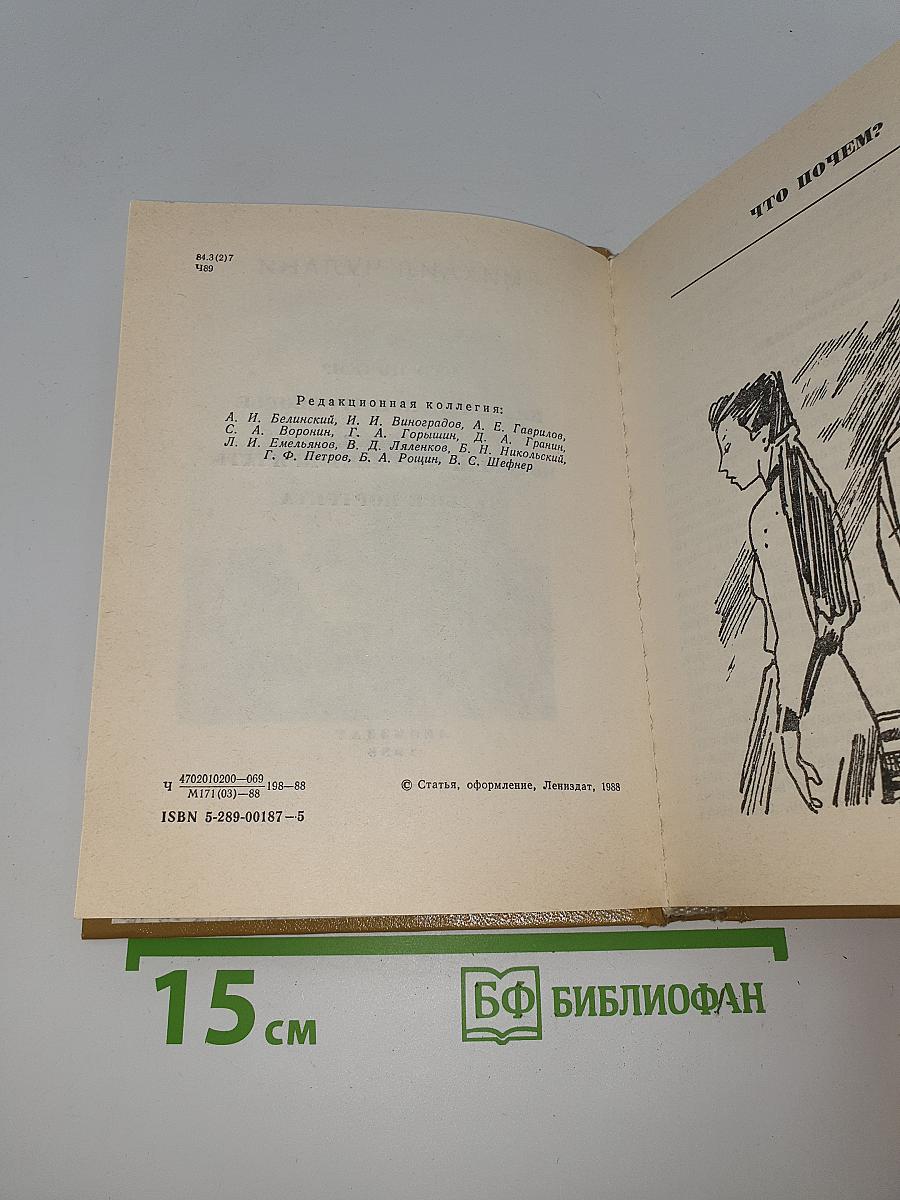 84.3(2)7
Ч89
Редакционная коллегия:
А. И. Белинский, И. И. Виноградов, А. Е. Гаврилов,
С. А. Воронин, Г. А. Горышин, Д. А. Гранин,
Л. И. Емельянов, В. Д. Ляленков, Б. Н. Никольский,
Г. Ф. Петров, Б. А. Рощин, В. С. Шефнер
Ч 4702010200—069
М171(03)—88 198—88
© Статья, оформление, Лениздат, 1988
ISBN 5-289-00187-5
ЧТО ПОЧЕМ?
15 см
БФ БИБЛИОФАН